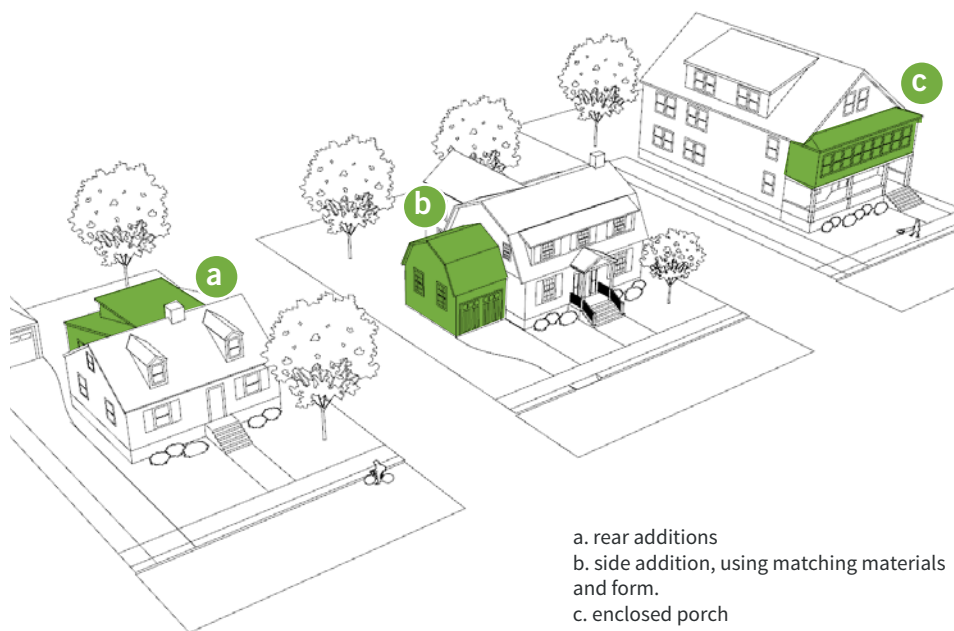 c
b
a
a. rear additions
b. side addition, using matching materials
and form.
c. enclosed porch